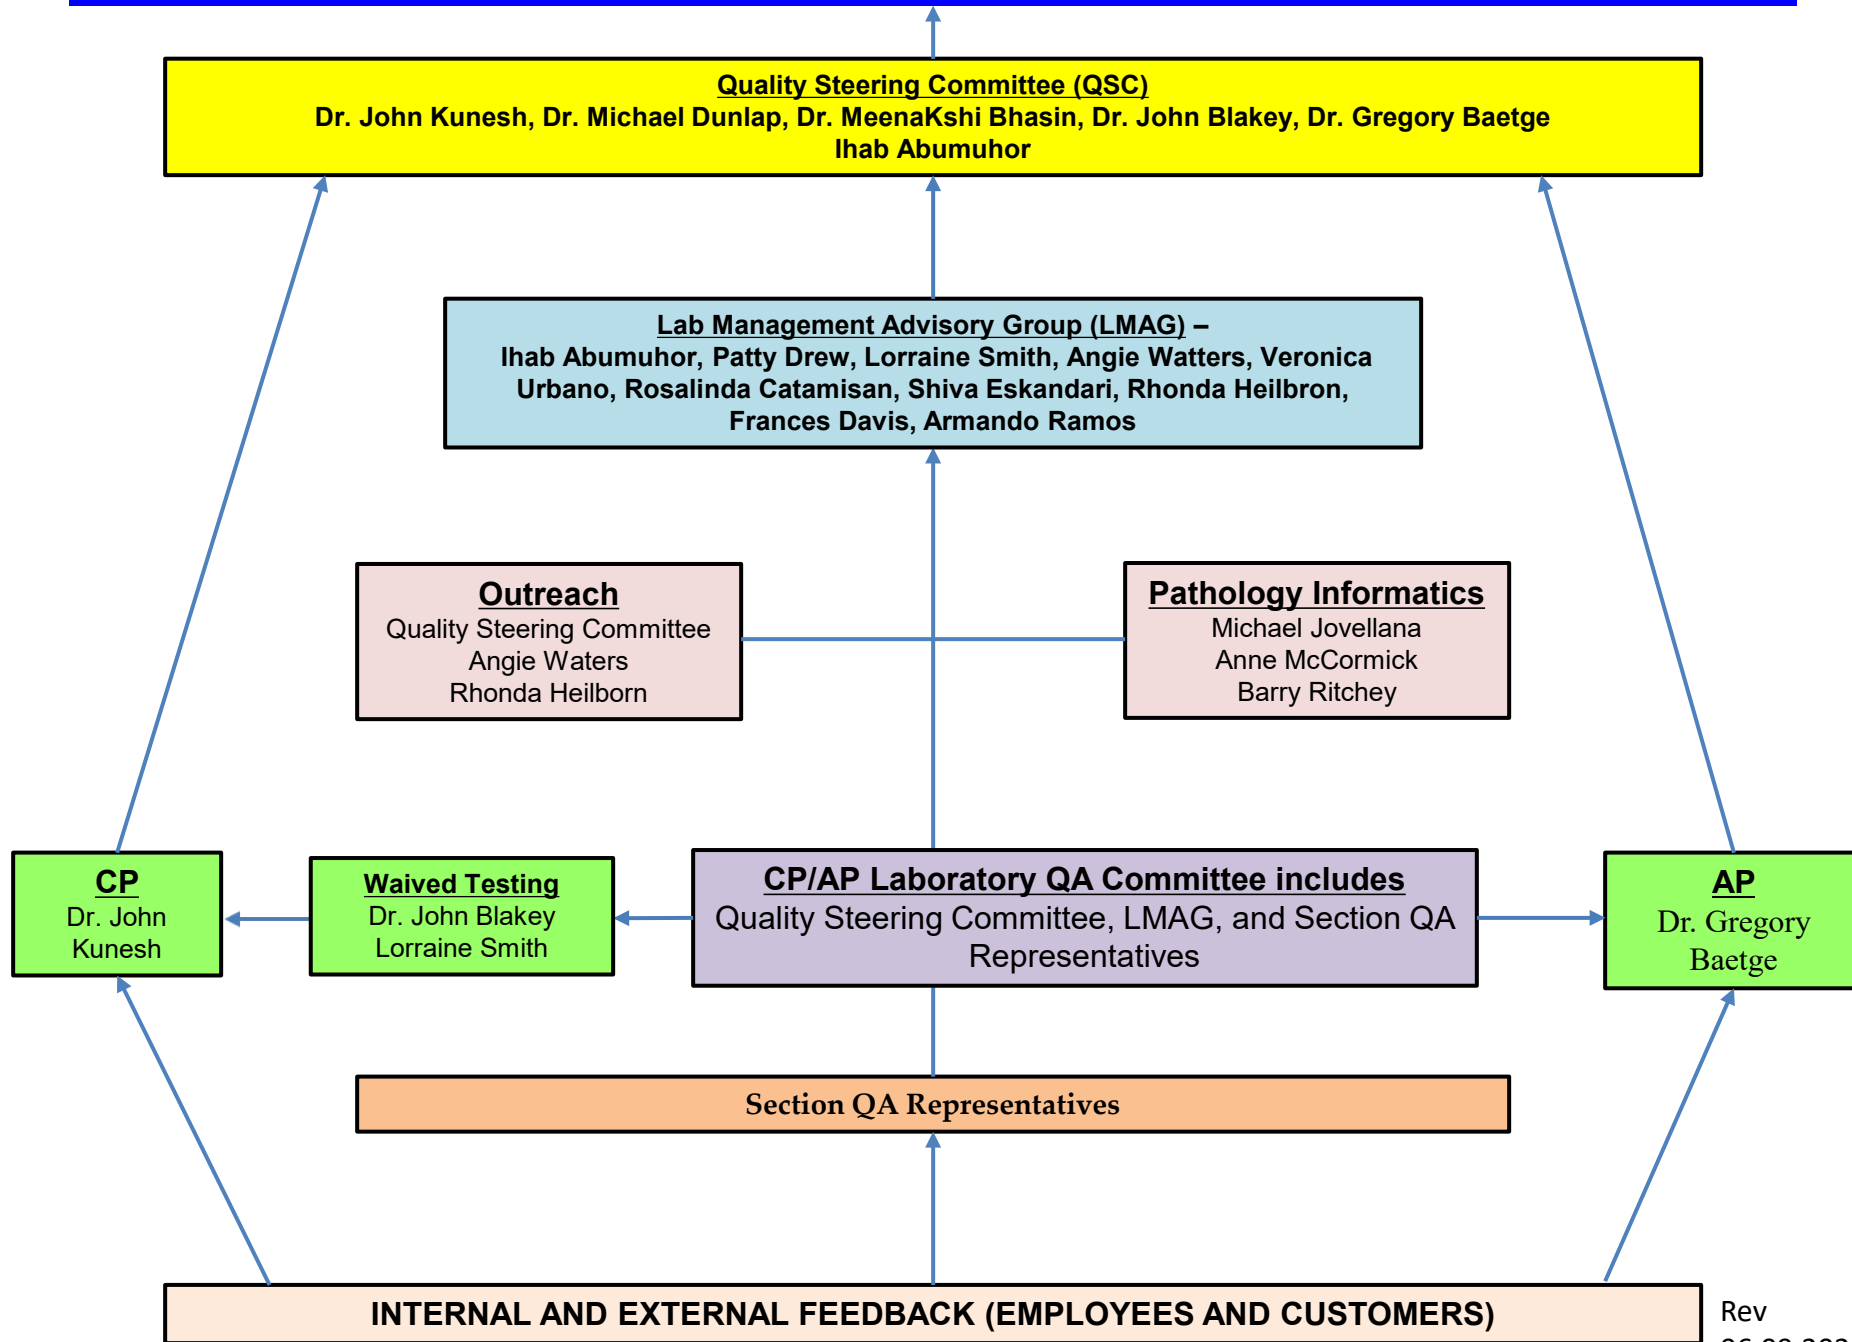 Quality Steering Committee (QSC)
Dr. John Kunesh, Dr. Michael Dunlap, Dr. MeenaKshi Bhasin, Dr. John Blakey, Dr. Gregory Baetge
Ihab Abumuhor
Lab Management Advisory Group (LMAG) –
Ihab Abumuhor, Patty Drew, Lorraine Smith, Angie Watters, Veronica
Urbano, Rosalinda Catamisan, Shiva Eskandari, Rhonda Heilbron,
Frances Davis, Armando Ramos
Outreach
Quality Steering Committee
Angie Waters
Rhonda Heilborn
Pathology Informatics
Michael Jovellana
Anne McCormick
Barry Ritchey
CP
Dr. John
Kunesh
Waived Testing
Dr. John Blakey
Lorraine Smith
CP/AP Laboratory QA Committee includes
Quality Steering Committee, LMAG, and Section QA
Representatives
AP
Dr. Gregory
Baetge
Section QA Representatives
INTERNAL AND EXTERNAL FEEDBACK (EMPLOYEES AND CUSTOMERS)
Rev